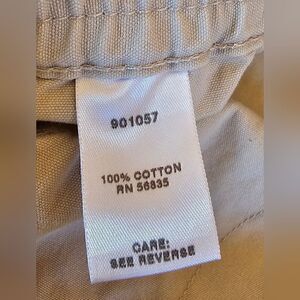 901057
100% COTTON
RN 56835
CARE:
SEE REVERSE